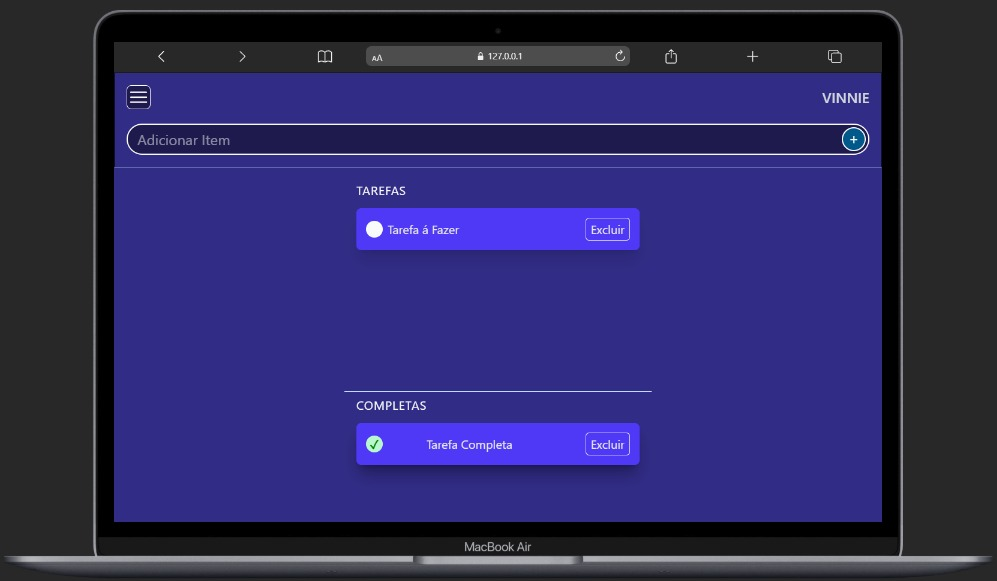 AA 127.0.0.1
VINNIE
Adicionar Item
TAREFAS
Tarefa á Fazer Excluir
COMPLETAS
Tarefa Completa Excluir
MacBook Air